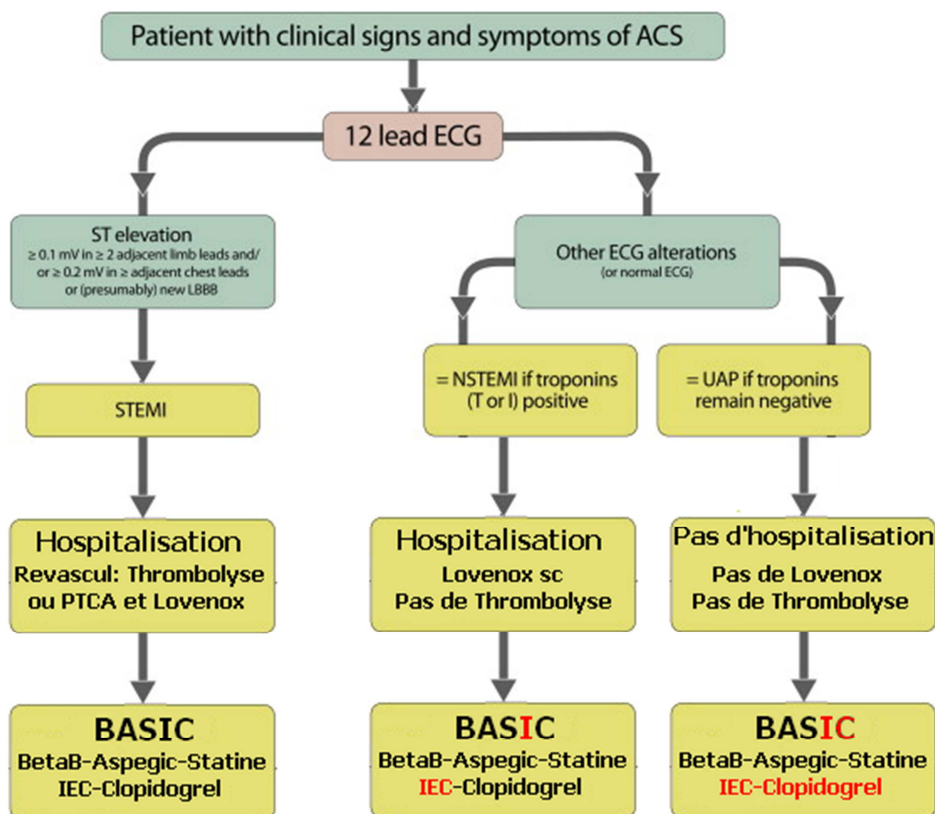 Patient with clinical signs and symptoms of ACS
12 lead ECG
ST elevation
≥ 0.1 mV in ≥ 2 adjacent limb leads and/
or ≥ 0.2 mV in ≥ adjacent chest leads
or (presumably) new LBBB
Other ECG alterations
(or normal ECG)
STEMI
= NSTEMI if troponins
(T or I) positive
= UAP if troponins
remain negative
Hospitalisation
Revascul: Thrombolyse
ou PTCA et Lovenox
Hospitalisation
Lovenox sc
Pas de Thrombolyse
Pas d'hospitalisation
Pas de Lovenox
Pas de Thrombolyse
BASIC
BetaB-Aspegic-Statine
IEC-Clopidogrel
BASIC
BetaB-Aspegic-Statine
IEC-Clopidogrel
BASIC
BetaB-Aspegic-Statine
IEC-Clopidogrel